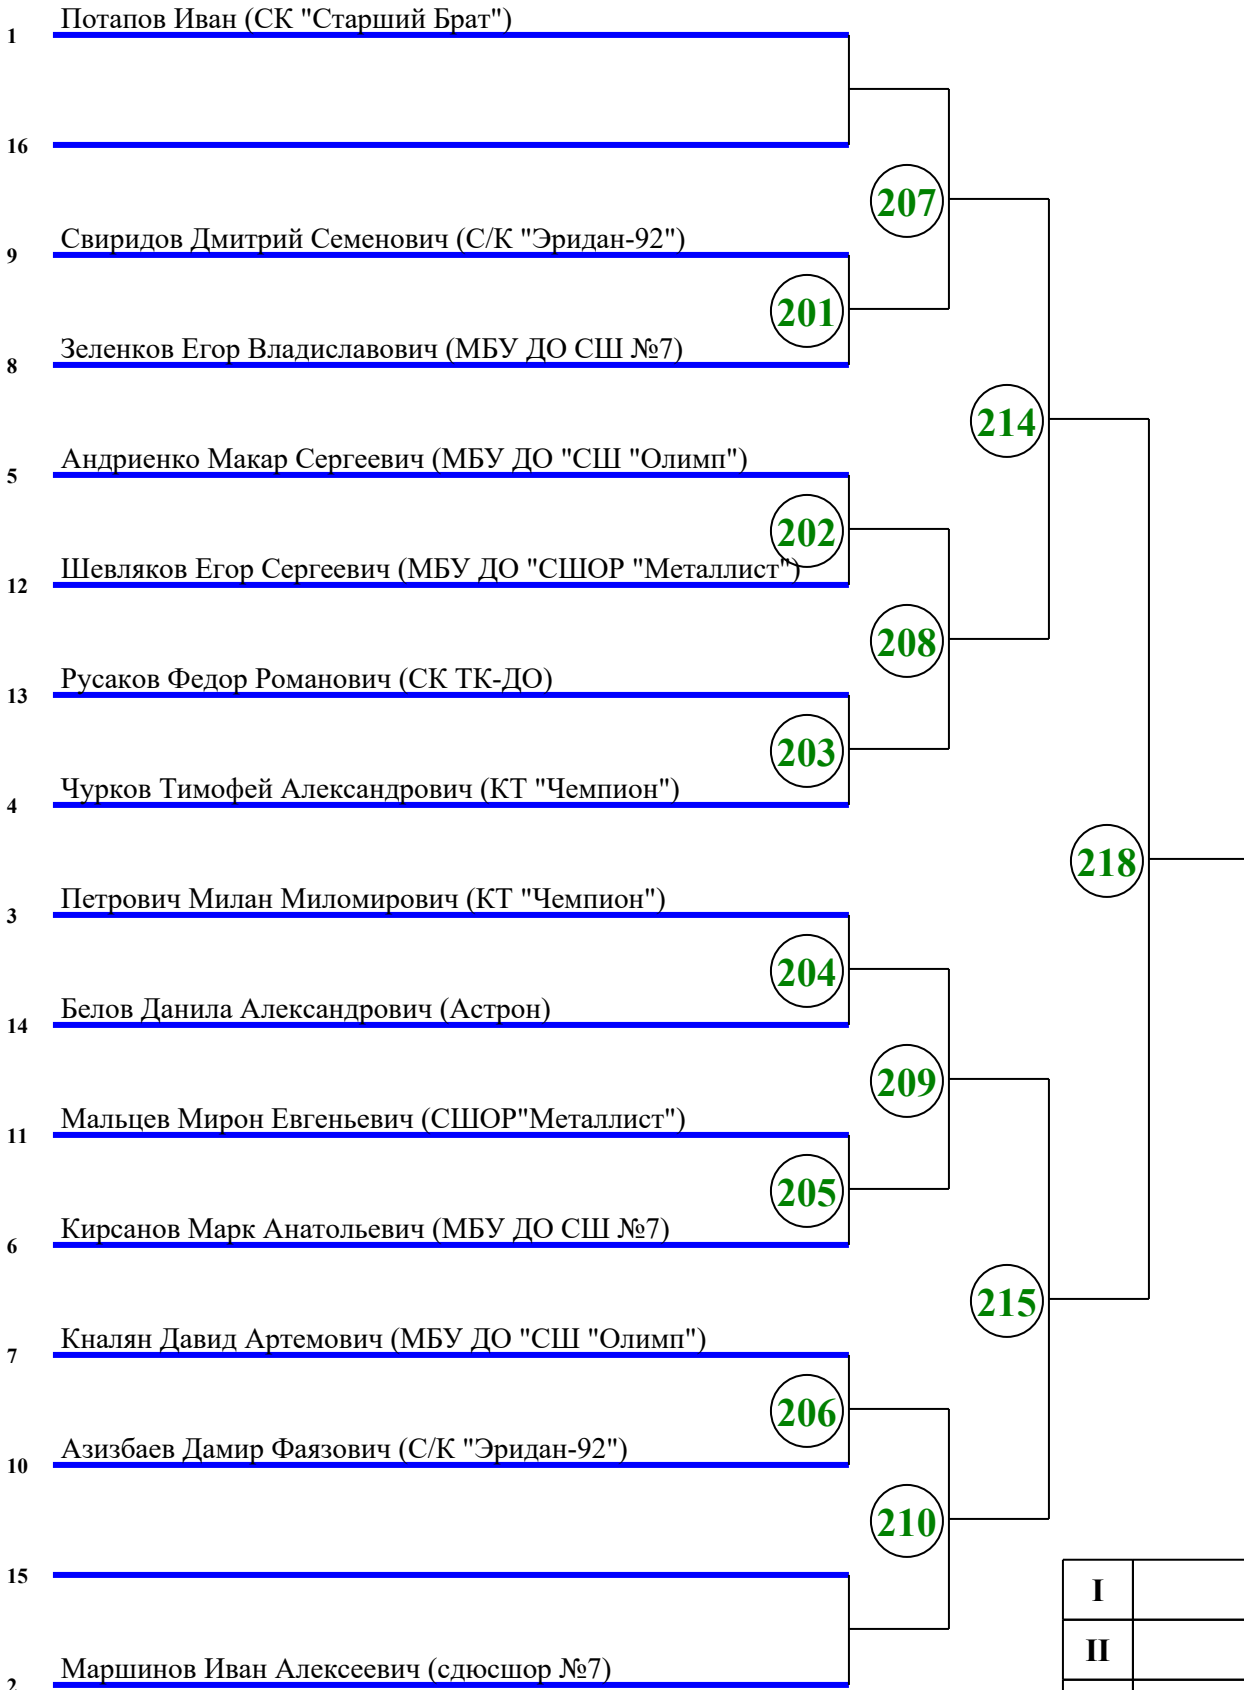 Потапов Иван (СК "Старший Брат")
1
16
207
Свиридов Дмитрий Семенович (С/К "Эридан-92")
9
201
Зеленков Егор Владиславович (МБУ ДО СШ №7)
8
214
Андриенко Макар Сергеевич (МБУ ДО "СШ "Олимп")
5
202
Шевляков Егор Сергеевич (МБУ ДО "СШОР "Металлист")
12
208
Русаков Федор Романович (СК ТК-ДО)
13
203
Чурков Тимофей Александрович (КТ "Чемпион")
4
218
Петрович Милан Миломирович (КТ "Чемпион")
3
204
Белов Данила Александрович (Астрон)
14
209
Мальцев Мирон Евгеньевич (СШОР"Металлист")
11
205
Кирсанов Марк Анатольевич (МБУ ДО СШ №7)
6
215
Кналян Давид Артемович (МБУ ДО "СШ "Олимп")
7
206
Азизбаев Дамир Фаязович (С/К "Эридан-92")
10
210
15
I
II
Маршинов Иван Алексеевич (сдюсшор №7)
2